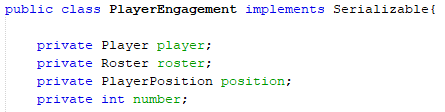 public class PlayerEngagement implements Serializable{
private Player player;
private Roster roster;
private PlayerPosition position;
private int number;